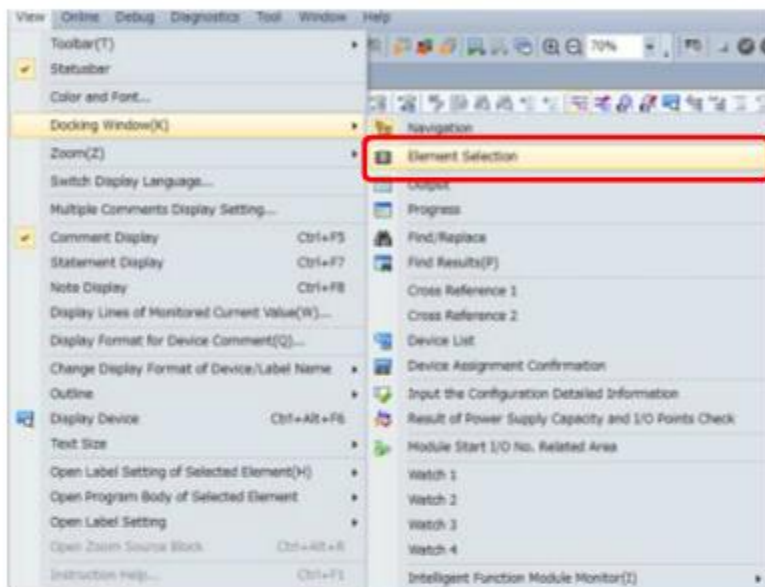 View Online Debug Diagnostics Tool Window Help
Toolbar(T)
70%
Statusbar
Color and Font...
Docking Window(K)
Navigation
Zoom(Z)
Element Selection
Switch Display Language...
Output
Multiple Comments Display Setting...
Progress
Comment Display Ctrl+F5
Find/Replace
Statement Display Ctrl+F7
Find Results(P)
Note Display Ctrl+F8
Cross Reference 1
Display Lines of Monitored Current Value(W)...
Cross Reference 2
Display Format for Device Comment(Q)...
Device List
Change Display Format of Device/Label Name
Device Assignment Confirmation
Outline
Input the Configuration Detailed Information
Display Device Ctrl+Alt+F6
Result of Power Supply Capacity and I/O Points Check
Text Size
Module Start I/O No. Related Area
Open Label Setting of Selected Element(H)
Watch 1
Open Program Body of Selected Element
Watch 2
Open Label Setting
Watch 3
Open Zoom Source Block Ctrl+Alt+R
Watch 4
Instruction Help... Ctrl+F1
Intelligent Function Module Monitor(I)